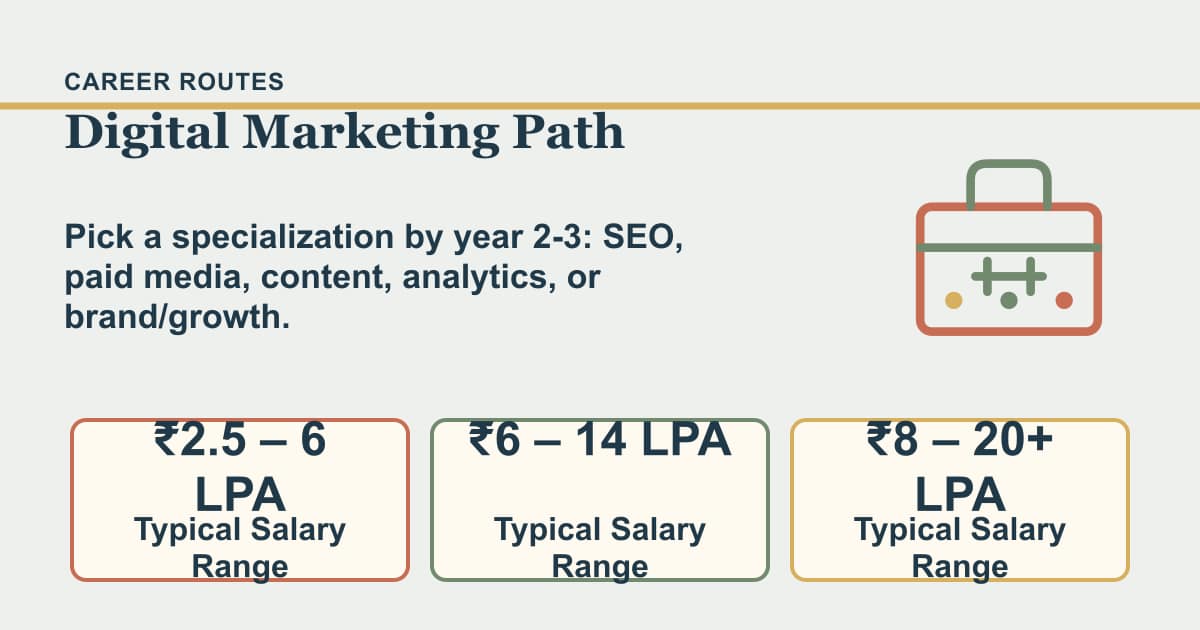 CAREER ROUTES
Digital Marketing Path
Pick a specialization by year 2-3: SEO,
paid media, content, analytics, or
brand/growth.
₹2.5 – 6
LPA
Typical Salary
Range
₹6 – 14 LPA
Typical Salary
Range
₹8 – 20+
LPA
Typical Salary
Range